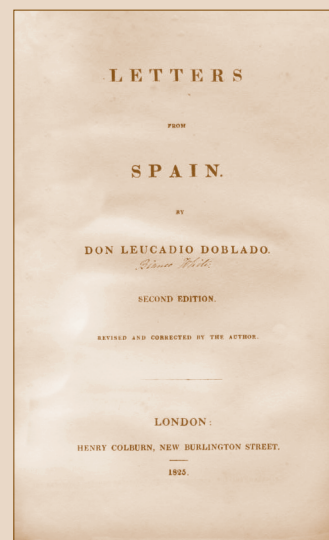 LETTERS
FROM
SPAIN.
BY
DON LEUCADIO DOBLADO.
Blanco White.
SECOND EDITION.
REVISED AND CORRECTED BY THE AUTHOR.
LONDON:
HENRY COLBURN, NEW BURLINGTON STREET.
1825.